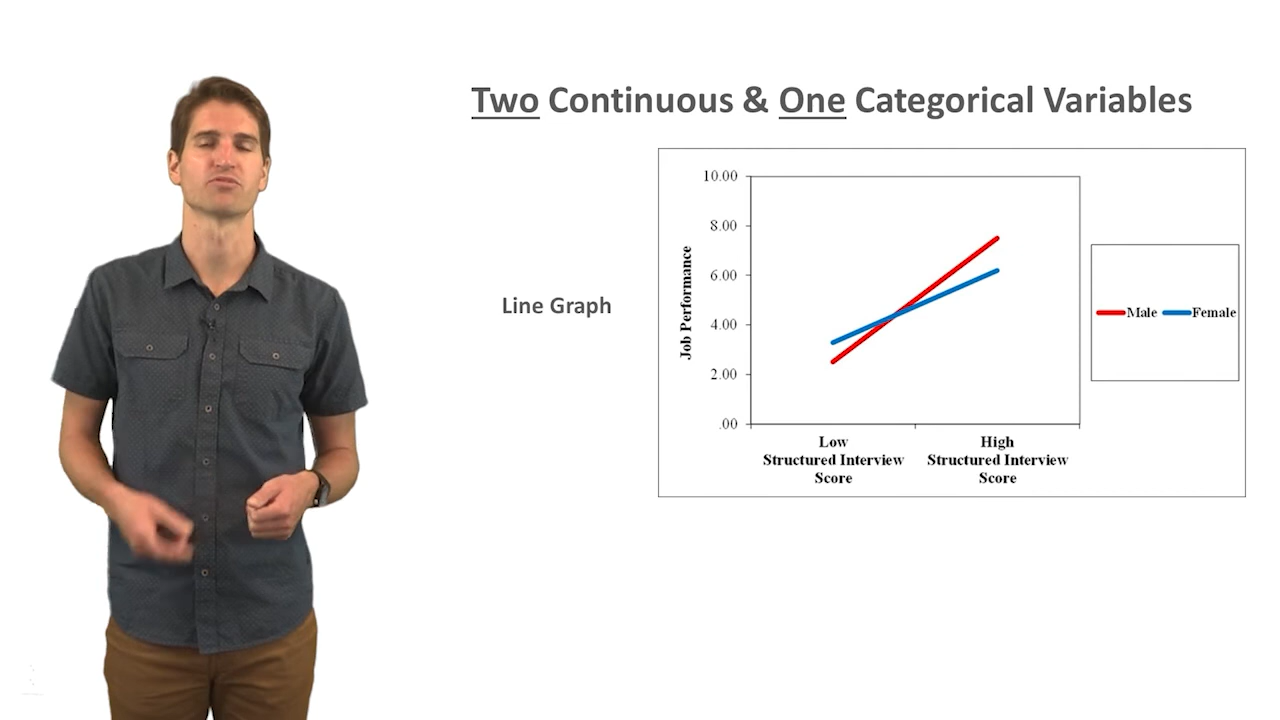 Two Continuous & One Categorical Variables
Line Graph
10.00
8.00
6.00
4.00
2.00
.00
Job Performance
Low
Structured Interview
Score
High
Structured Interview
Score
Male
Female